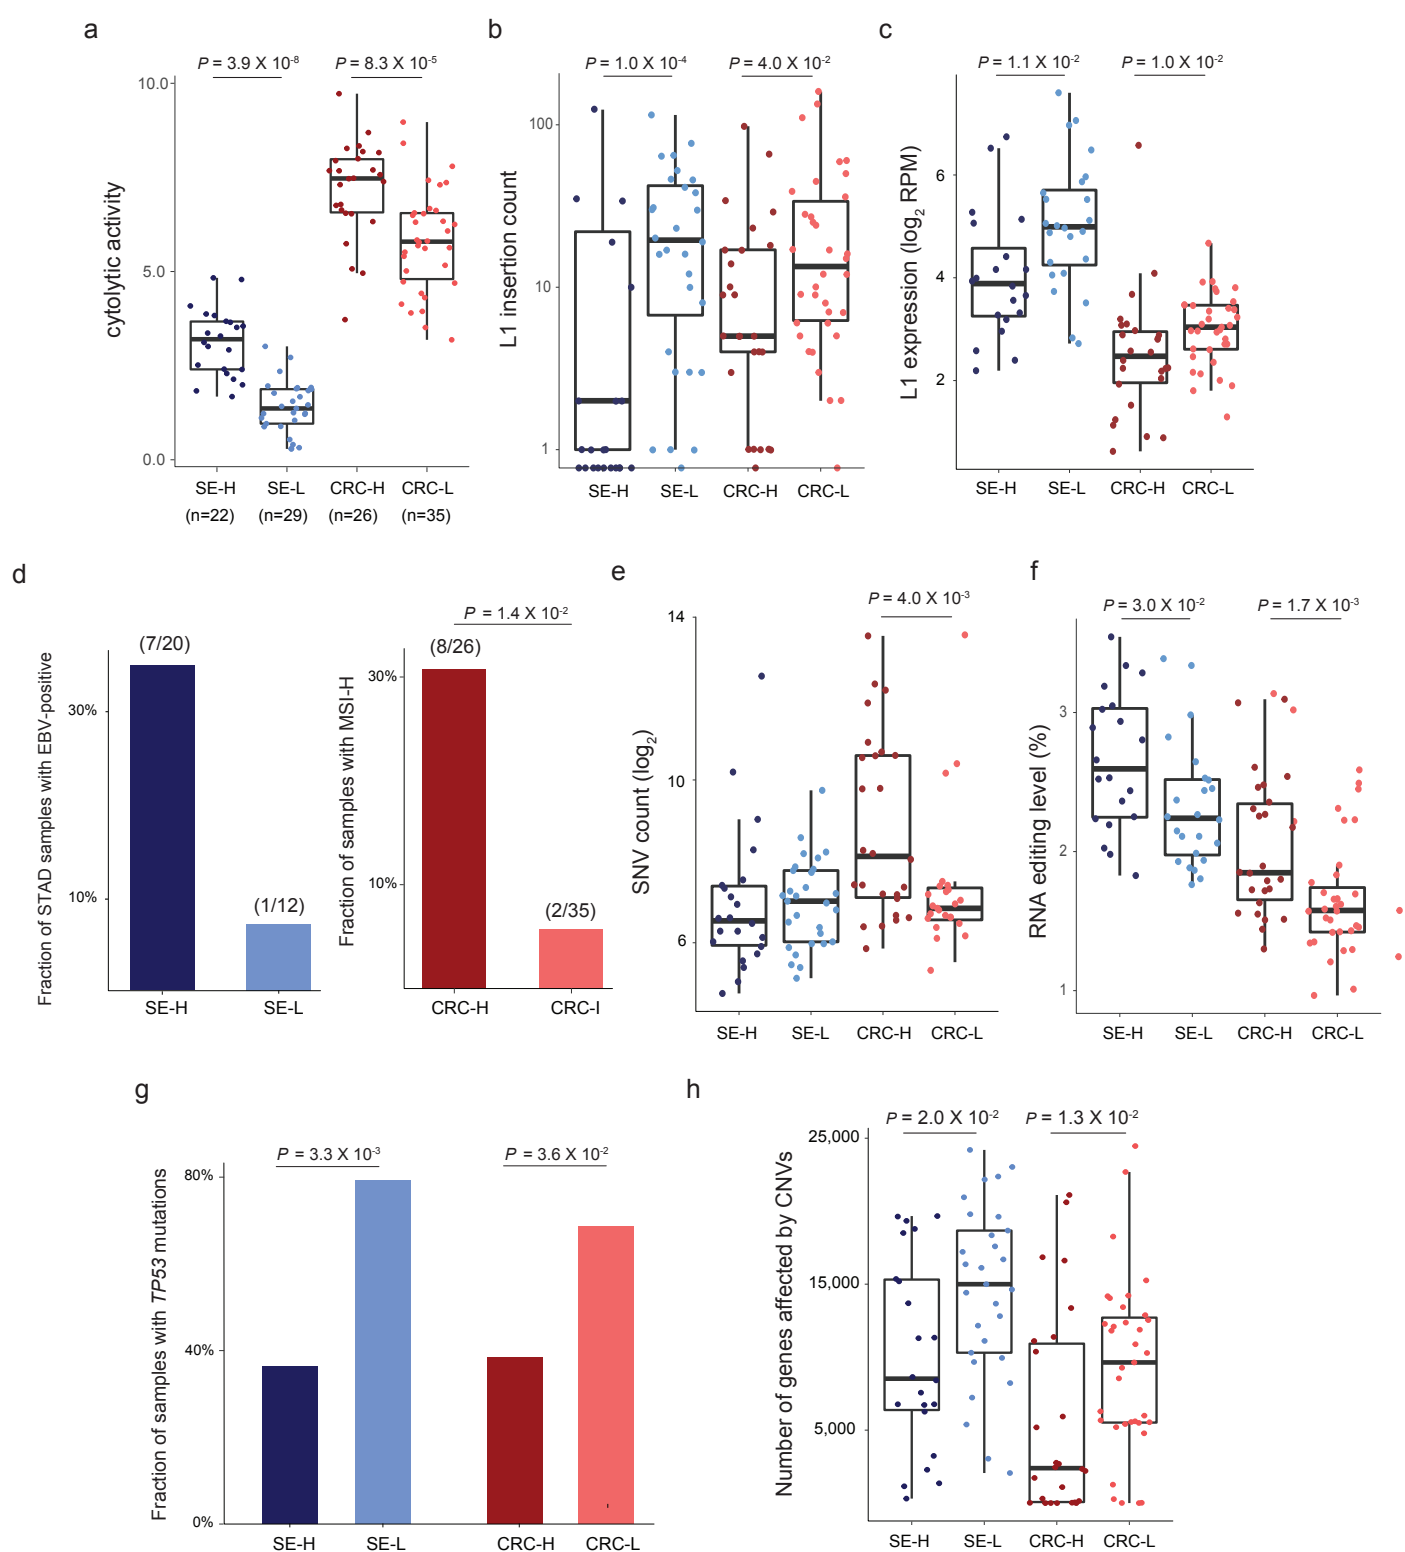 a
P = 3.9 X 10-8
P = 8.3 X 10-5
cytolytic activity
10.0
5.0
0.0
SE-H
SE-L
CRC-H
CRC-L
(n=22)
(n=29)
(n=26)
(n=35)
b
P = 1.0 X 10-4
P = 4.0 X 10-2
L1 insertion count
100
10
1
SE-H
SE-L
CRC-H
CRC-L
c
P = 1.1 X 10-2
P = 1.0 X 10-2
L1 expression (log2 RPM)
6
4
2
SE-H
SE-L
CRC-H
CRC-L
d
Fraction of STAD samples with EBV-positive
(7/20)
30%
10%
(1/12)
SE-H
SE-L
P = 1.4 X 10-2
Fraction of samples with MSI-H
(8/26)
30%
10%
(2/35)
CRC-H
CRC-I
e
P = 4.0 X 10-3
SNV count (log2)
14
10
6
SE-H
SE-L
CRC-H
CRC-L
f
P = 3.0 X 10-2
P = 1.7 X 10-3
RNA editing level (%)
3
2
1
SE-H
SE-L
CRC-H
CRC-L
g
P = 3.3 X 10-3
P = 3.6 X 10-2
Fraction of samples with TP53 mutations
80%
40%
0%
SE-H
SE-L
CRC-H
CRC-L
h
P = 2.0 X 10-2
P = 1.3 X 10-2
Number of genes affected by CNVs
25,000
15,000
5,000
SE-H
SE-L
CRC-H
CRC-L